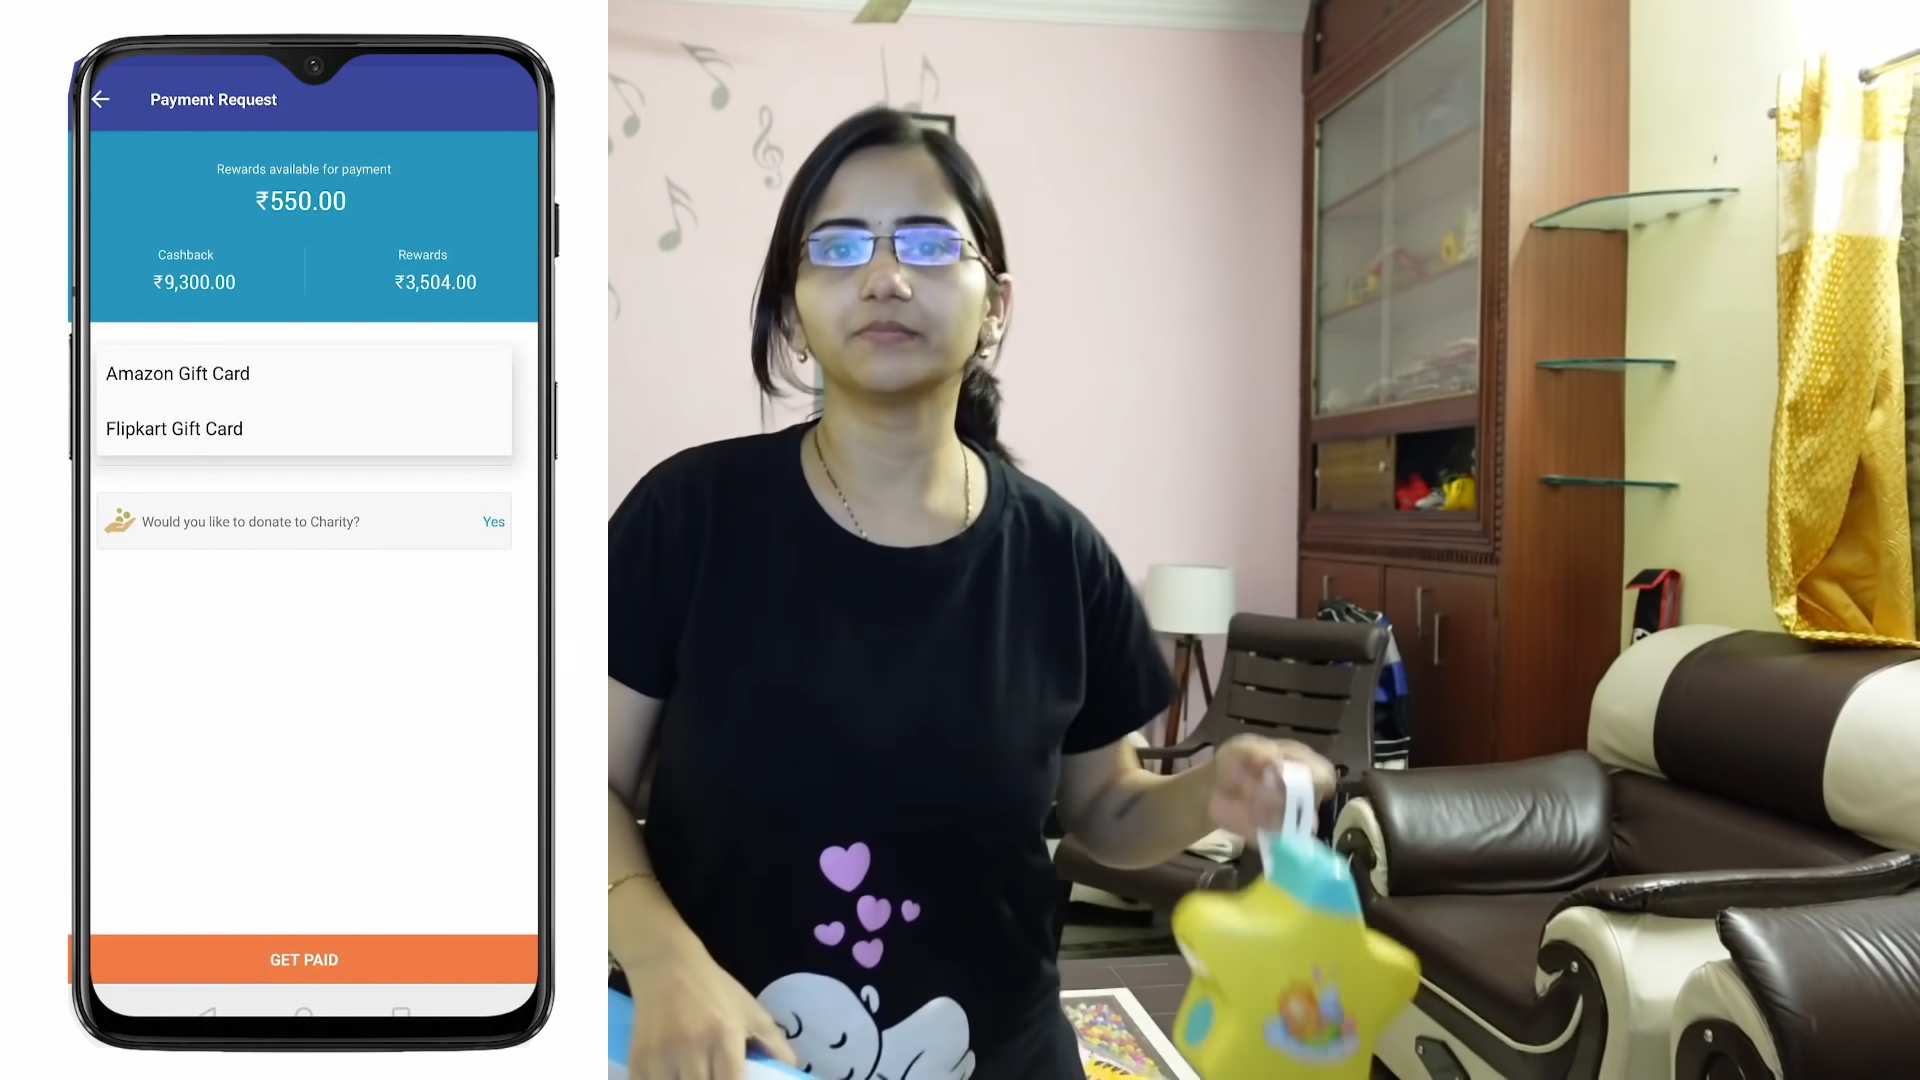 Payment Request
Rewards available for payment
₹550.00
Cashback
₹9,300.00
Rewards
₹3,504.00
Amazon Gift Card
Flipkart Gift Card
Would you like to donate to Charity?
Yes
GET PAID